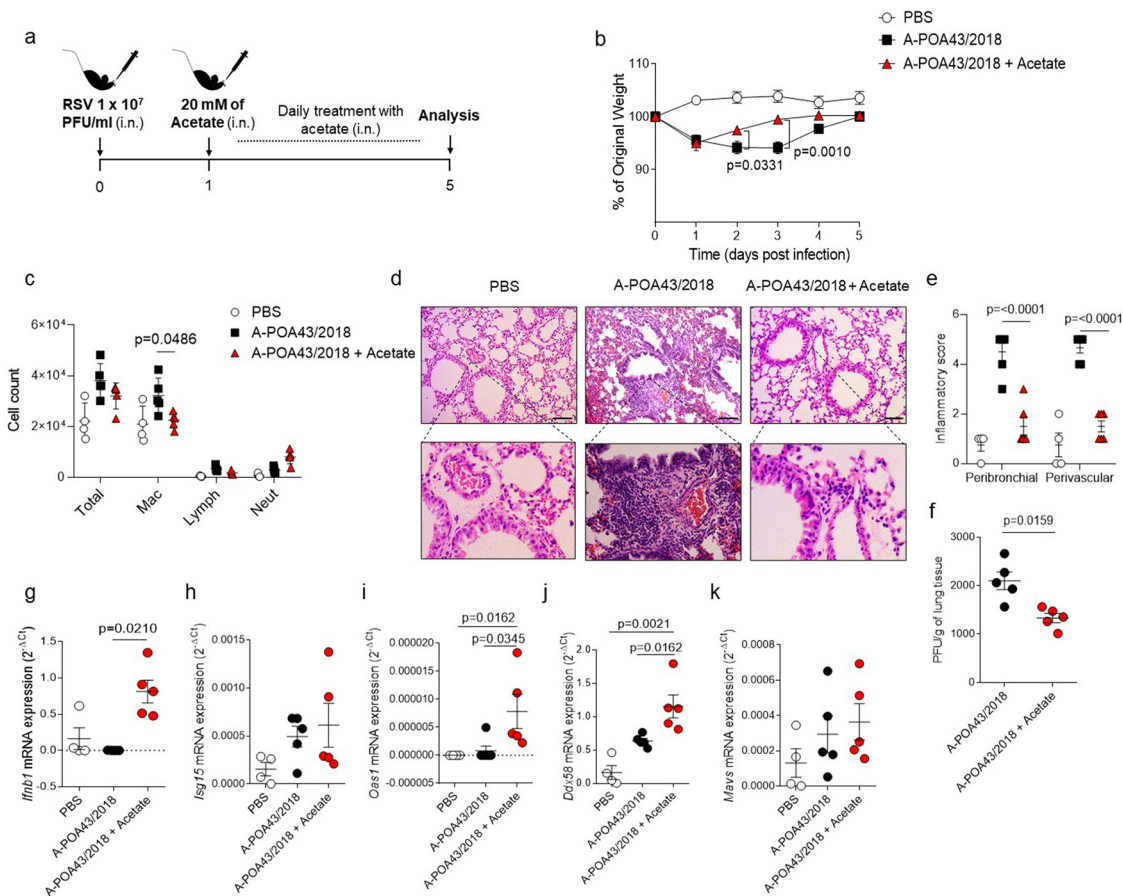 a
RSV 1 x 10⁷
PFU/ml (i.n.)
20 mM of
Acetate (i.n.)
Daily treatment with
acetate (i.n.)
Analysis
0
1
5
b
PBS
A-POA43/2018
A-POA43/2018 + Acetate
% of Original Weight
110
100
90
p=0.0331
p=0.0010
0 1 2 3 4 5
Time (days post infection)
c
PBS
A-POA43/2018
A-POA43/2018 + Acetate
Cell count
6×10⁴
4×10⁴
2×10⁴
0
p=0.0486
Total Mac Lymph Neut
d
PBS A-POA43/2018 A-POA43/2018 + Acetate
e
Inflammatory score
p=<0.0001
p=<0.0001
6
4
2
0
Peribronchial Perivascular
f
PFU/g of lung tissue
p=0.0159
3000
2000
1000
0
A-POA43/2018
A-POA43/2018 + Acetate
g
Ifnb1 mRNA expression (2^-ΔCt)
p=0.0210
1.5
1.0
0.5
0.0
-0.5
PBS
A-POA43/2018
A-POA43/2018 + Acetate
h
Isg15 mRNA expression (2^-ΔCt)
0.0015
0.0010
0.0005
0.0000
PBS
A-POA43/2018
A-POA43/2018 + Acetate
i
Oas1 mRNA expression (2^-ΔCt)
p=0.0162
p=0.0345
0.000020
0.000015
0.000010
0.000005
0.000000
-0.000005
PBS
A-POA43/2018
A-POA43/2018 + Acetate
j
Ddx58 mRNA expression (2^-ΔCt)
p=0.0021
p=0.0162
2.0
1.5
1.0
0.5
0.0
PBS
A-POA43/2018
A-POA43/2018 + Acetate
k
Mavs mRNA expression (2^-ΔCt)
0.0008
0.0006
0.0004
0.0002
0.0000
PBS
A-POA43/2018
A-POA43/2018 + Acetate